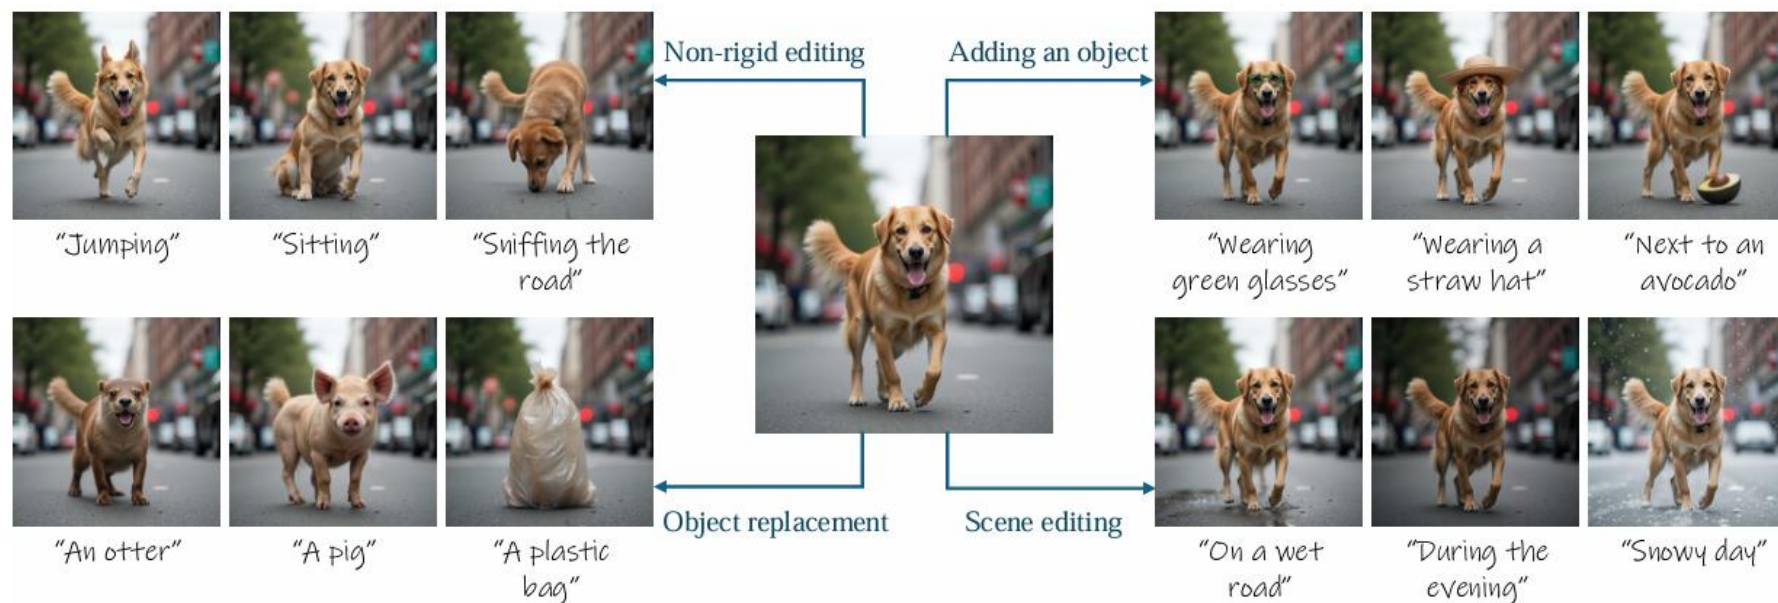 Non-rigid editing
Adding an object
"Jumping"
"Sitting"
"Sniffing the
road"
"Wearing
green glasses"
"Wearing a
straw hat"
"Next to an
avocado"
Object replacement
Scene editing
"An otter"
"A pig"
"A plastic
bag"
"On a wet
road"
"During the
evening"
"Snowy day"